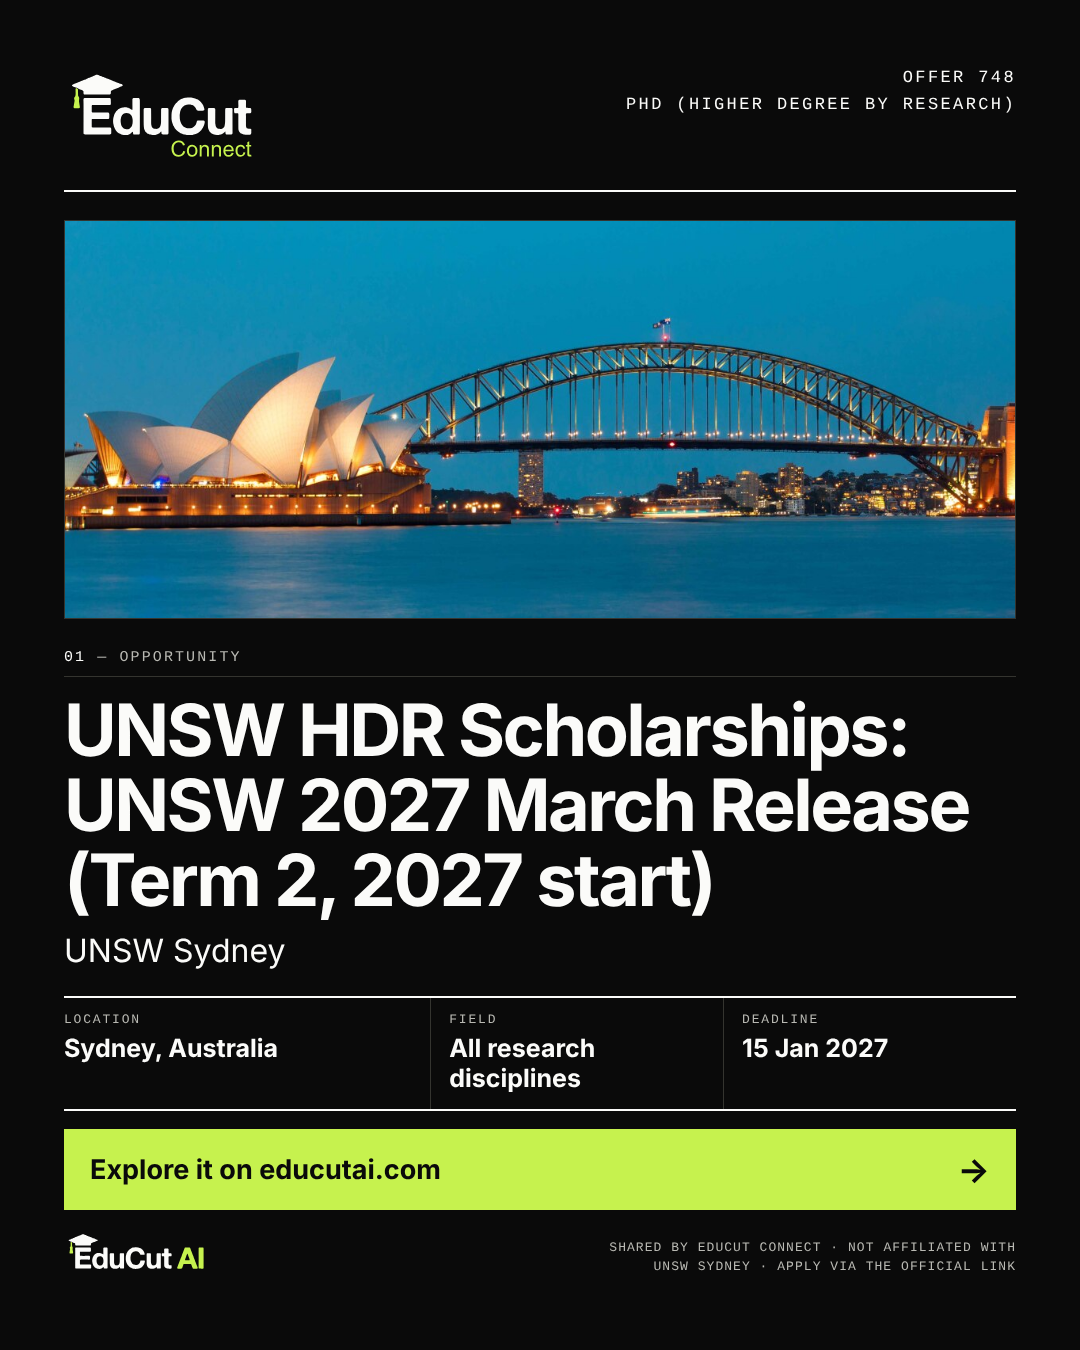 EduCut
Connect
OFFER 748
PHD (HIGHER DEGREE BY RESEARCH)
01 — OPPORTUNITY
UNSW HDR Scholarships:
UNSW 2027 March Release
(Term 2, 2027 start)
UNSW Sydney
LOCATION
Sydney, Australia
FIELD
All research
disciplines
DEADLINE
15 Jan 2027
Explore it on educutai.com →
EduCut AI
SHARED BY EDUCUT CONNECT · NOT AFFILIATED WITH
UNSW SYDNEY · APPLY VIA THE OFFICIAL LINK